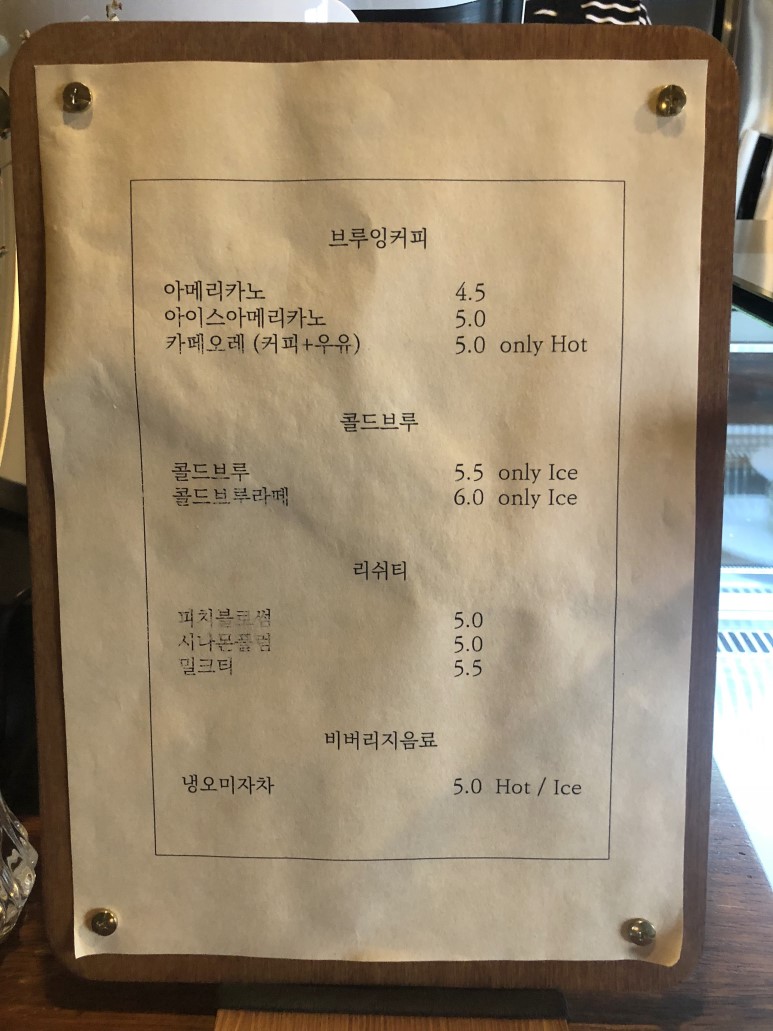 브루잉커피
아메리카노 4.5
아이스아메리카노 5.0
카페오레 (커피+우유) 5.0 only Hot
콜드브루
콜드브루 5.5 only Ice
콜드브루라떼 6.0 only Ice
리쉬티
피치블로썸 5.0
시나몬플럼 5.0
밀크티 5.5
비버리지음료
냉오미자차 5.0 Hot / Ice